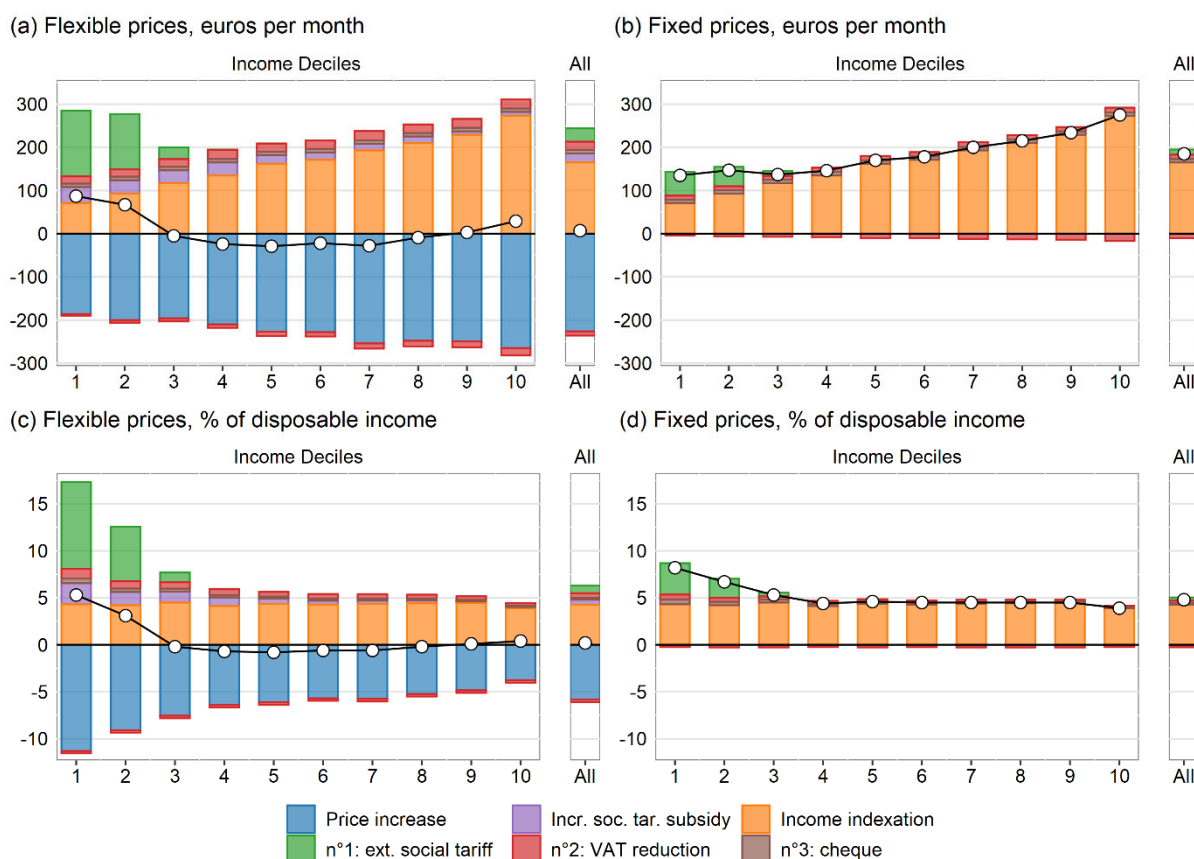 (a) Flexible prices, euros per month
(b) Fixed prices, euros per month
Income Deciles
All
Income Deciles
All
300
200
100
0
-100
-200
-300
300
200
100
0
-100
-200
-300
1 2 3 4 5 6 7 8 9 10 All
1 2 3 4 5 6 7 8 9 10 All
(c) Flexible prices, % of disposable income
(d) Fixed prices, % of disposable income
Income Deciles
All
Income Deciles
All
15
10
5
0
-5
-10
15
10
5
0
-5
-10
1 2 3 4 5 6 7 8 9 10 All
1 2 3 4 5 6 7 8 9 10 All
Price increase
Incr. soc. tar. subsidy
Income indexation
n°1: ext. social tariff
n°2: VAT reduction
n°3: cheque